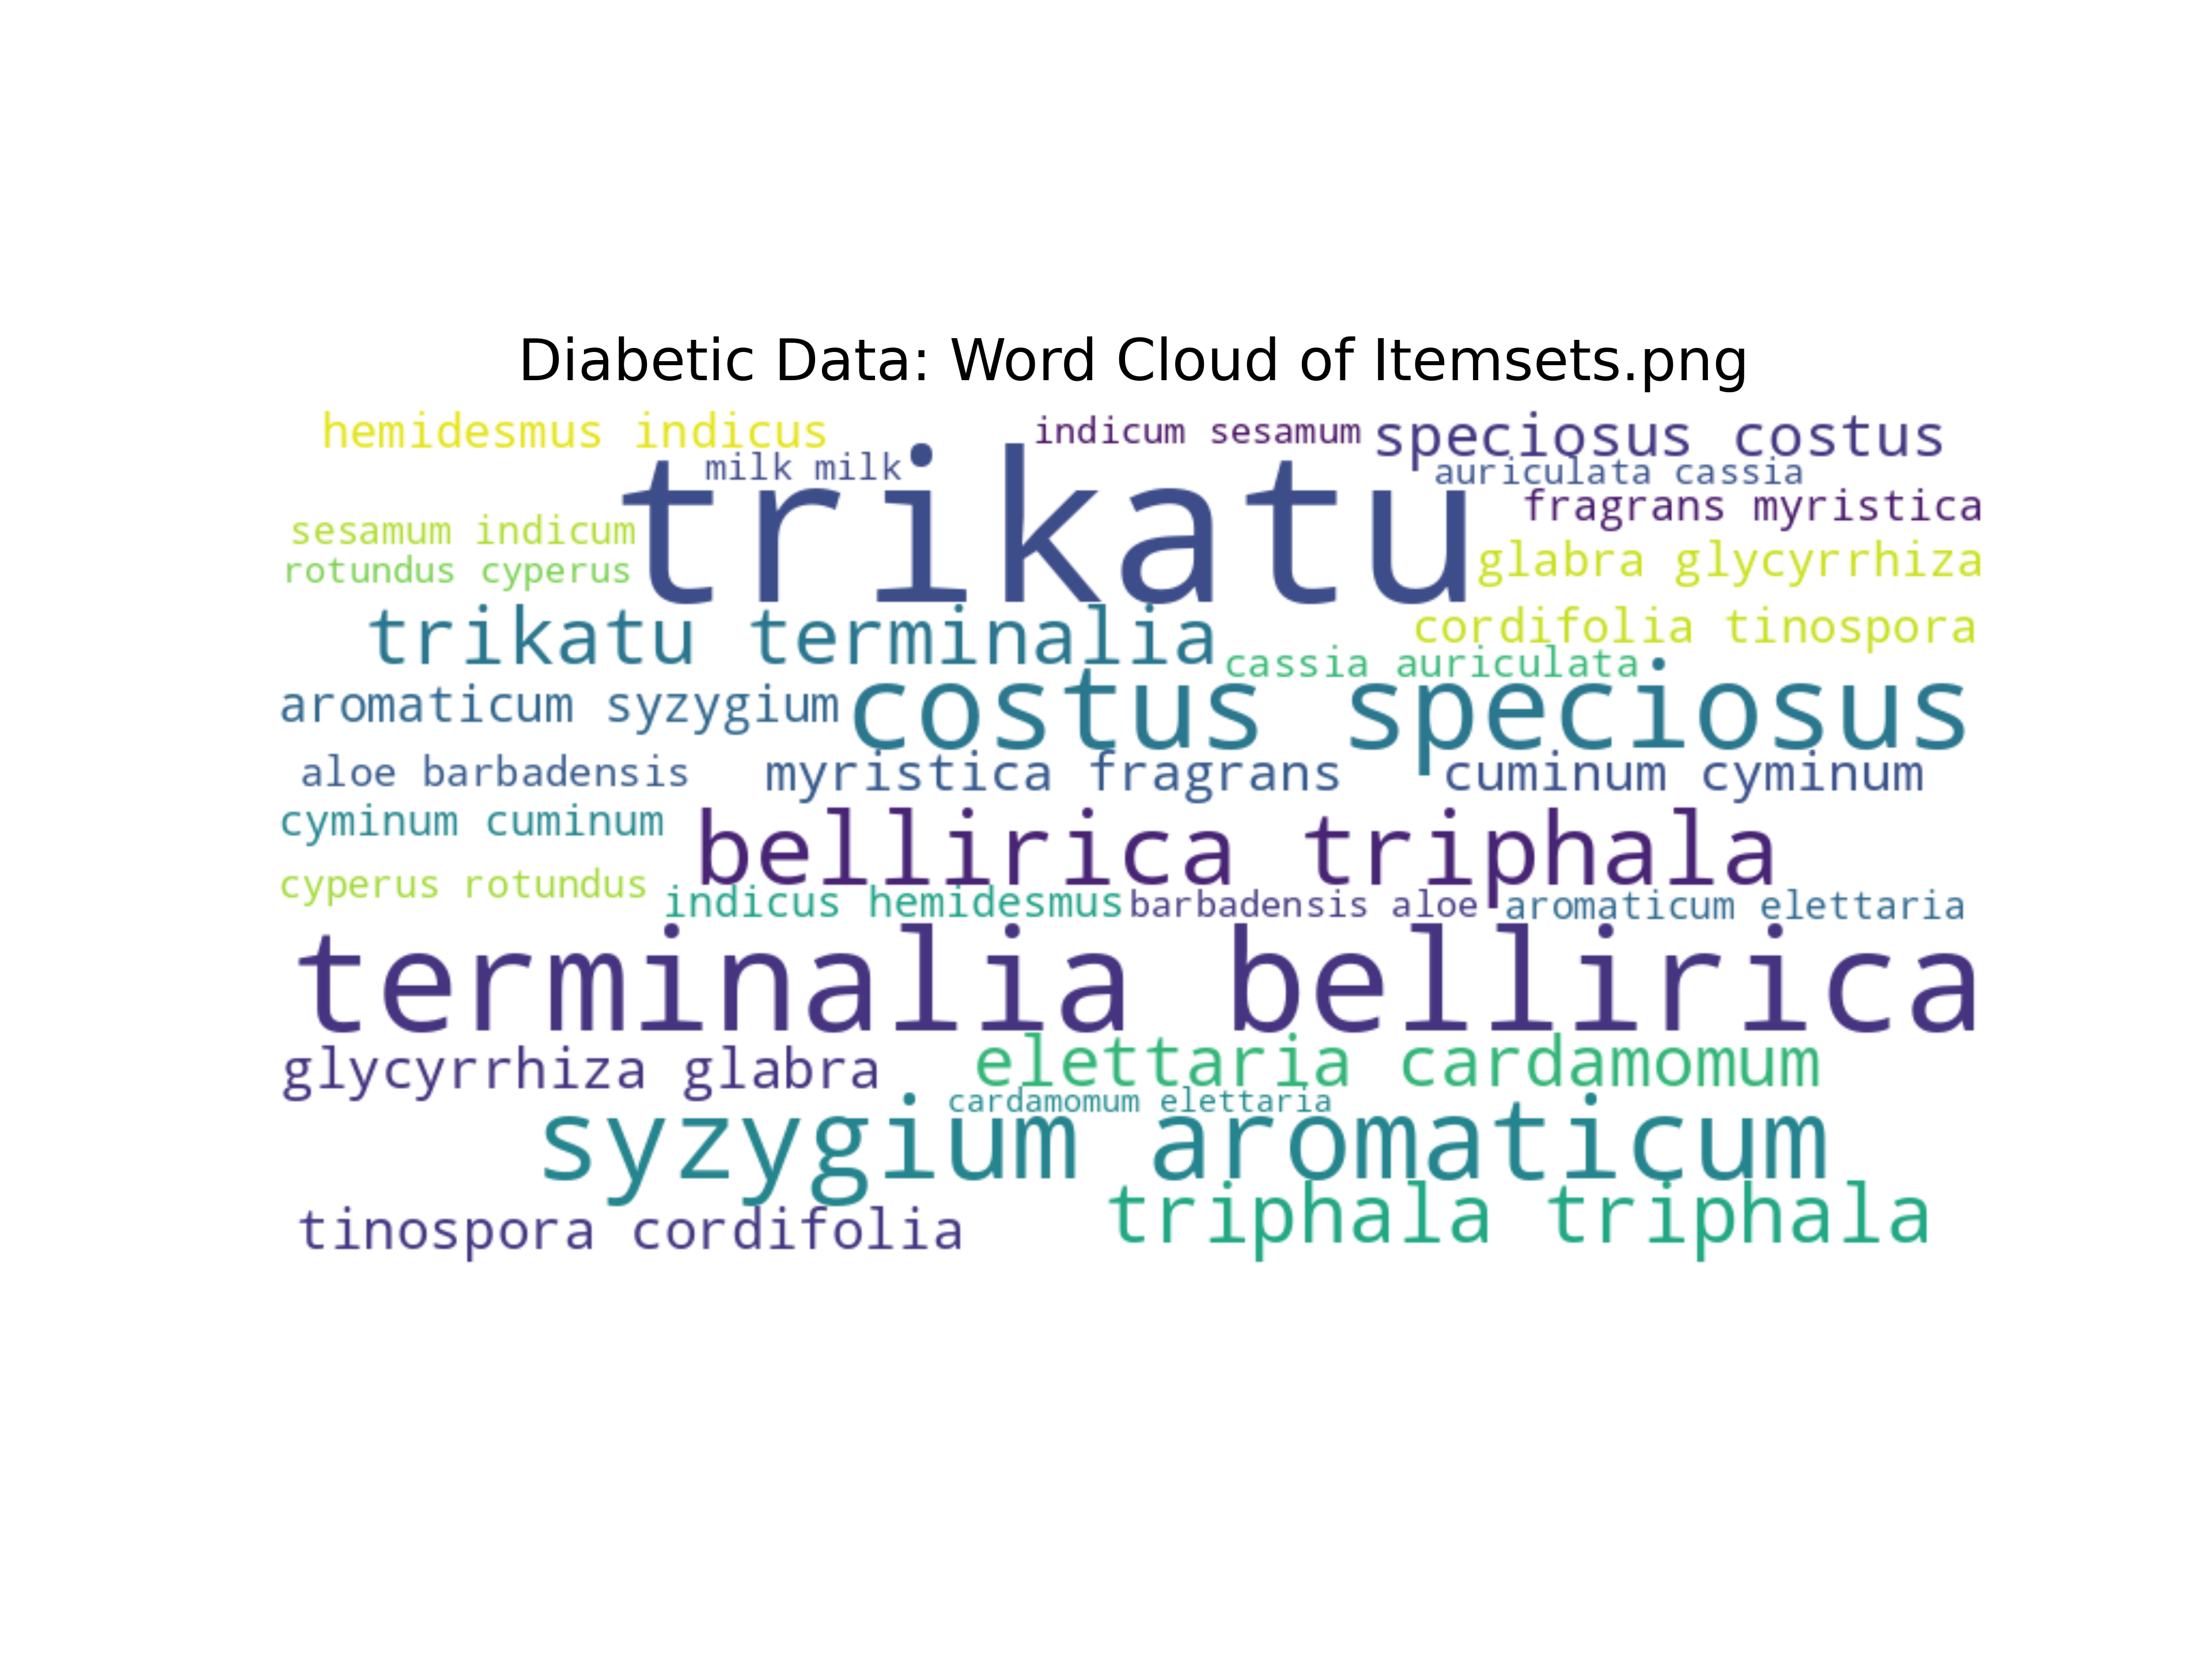 Diabetic Data: Word Cloud of Itemsets.png
hemidesmus indicus
indicum sesamum
speciosus costus
milk milk
auriculata cassia
trikatu
fragrans myristica
sesamum indicum
glabra glycyrrhiza
rotundus cyperus
trikatu terminalia
cordifolia tinospora
cassia auriculata
aromaticum syzygium
costus speciosus
aloe barbadensis
myristica fragrans
cuminum cyminum
cyminum cuminum
bellirica triphala
cyperus rotundus
indicus hemidesmus
barbadensis aloe
aromaticum elettaria
terminalia bellirica
glycyrrhiza glabra
elettaria cardamomum
cardamomum elettaria
syzygium aromaticum
tinospora cordifolia
triphala triphala